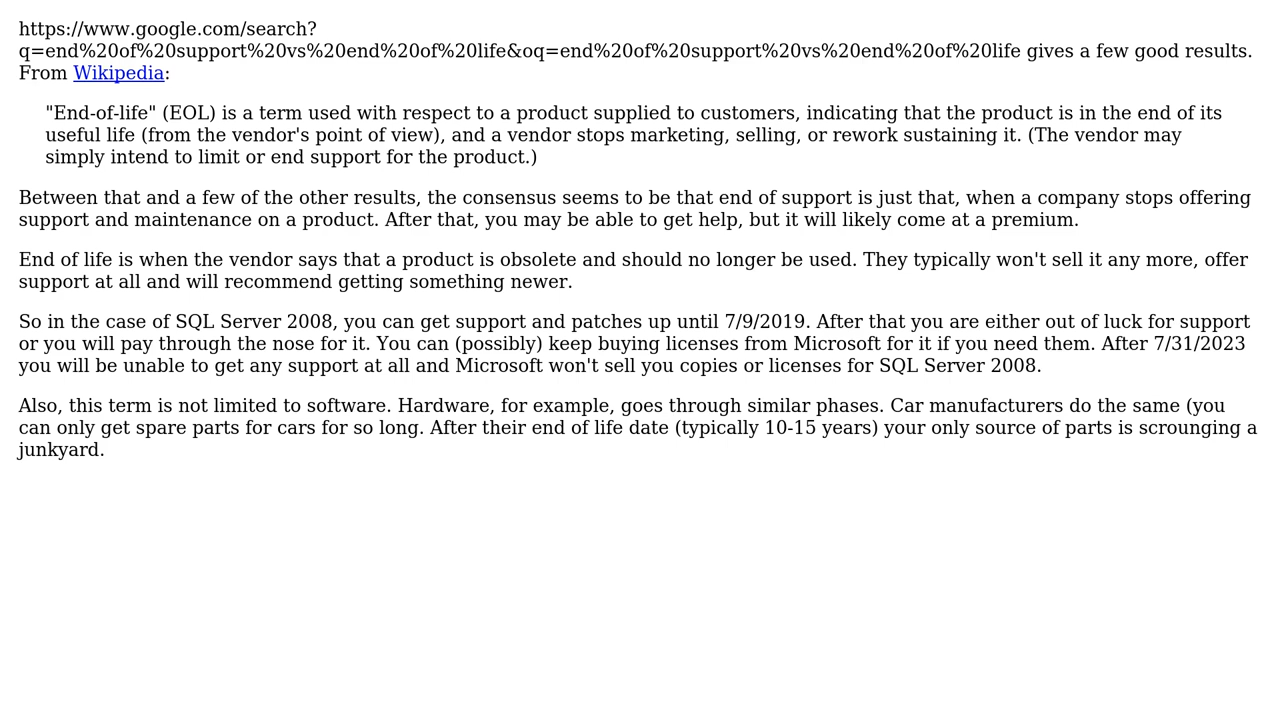 https://www.google.com/search?
q=end%20of%20support%20vs%20end%20of%20life&oq=end%20of%20support%20vs%20end%20of%20life gives a few good results.
From Wikipedia:
"End-of-life" (EOL) is a term used with respect to a product supplied to customers, indicating that the product is in the end of its
useful life (from the vendor's point of view), and a vendor stops marketing, selling, or rework sustaining it. (The vendor may
simply intend to limit or end support for the product.)
Between that and a few of the other results, the consensus seems to be that end of support is just that, when a company stops offering
support and maintenance on a product. After that, you may be able to get help, but it will likely come at a premium.
End of life is when the vendor says that a product is obsolete and should no longer be used. They typically won't sell it any more, offer
support at all and will recommend getting something newer.
So in the case of SQL Server 2008, you can get support and patches up until 7/9/2019. After that you are either out of luck for support
or you will pay through the nose for it. You can (possibly) keep buying licenses from Microsoft for it if you need them. After 7/31/2023
you will be unable to get any support at all and Microsoft won't sell you copies or licenses for SQL Server 2008.
Also, this term is not limited to software. Hardware, for example, goes through similar phases. Car manufacturers do the same (you
can only get spare parts for cars for so long. After their end of life date (typically 10-15 years) your only source of parts is scrounging a
junkyard.